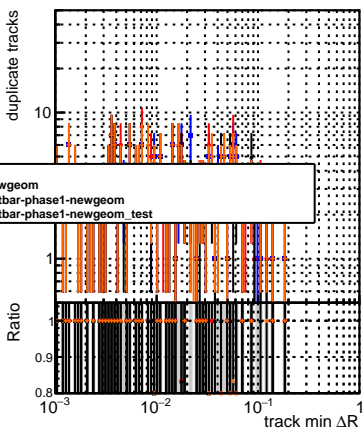 duplicate tracks
10
wgeom
tbar-phase1-newgeom
tbar-phase1-newgeom_test
1
Ratio
1
0.9
0.8
10⁻³ 10⁻² 10⁻¹ 1
track min ΔR